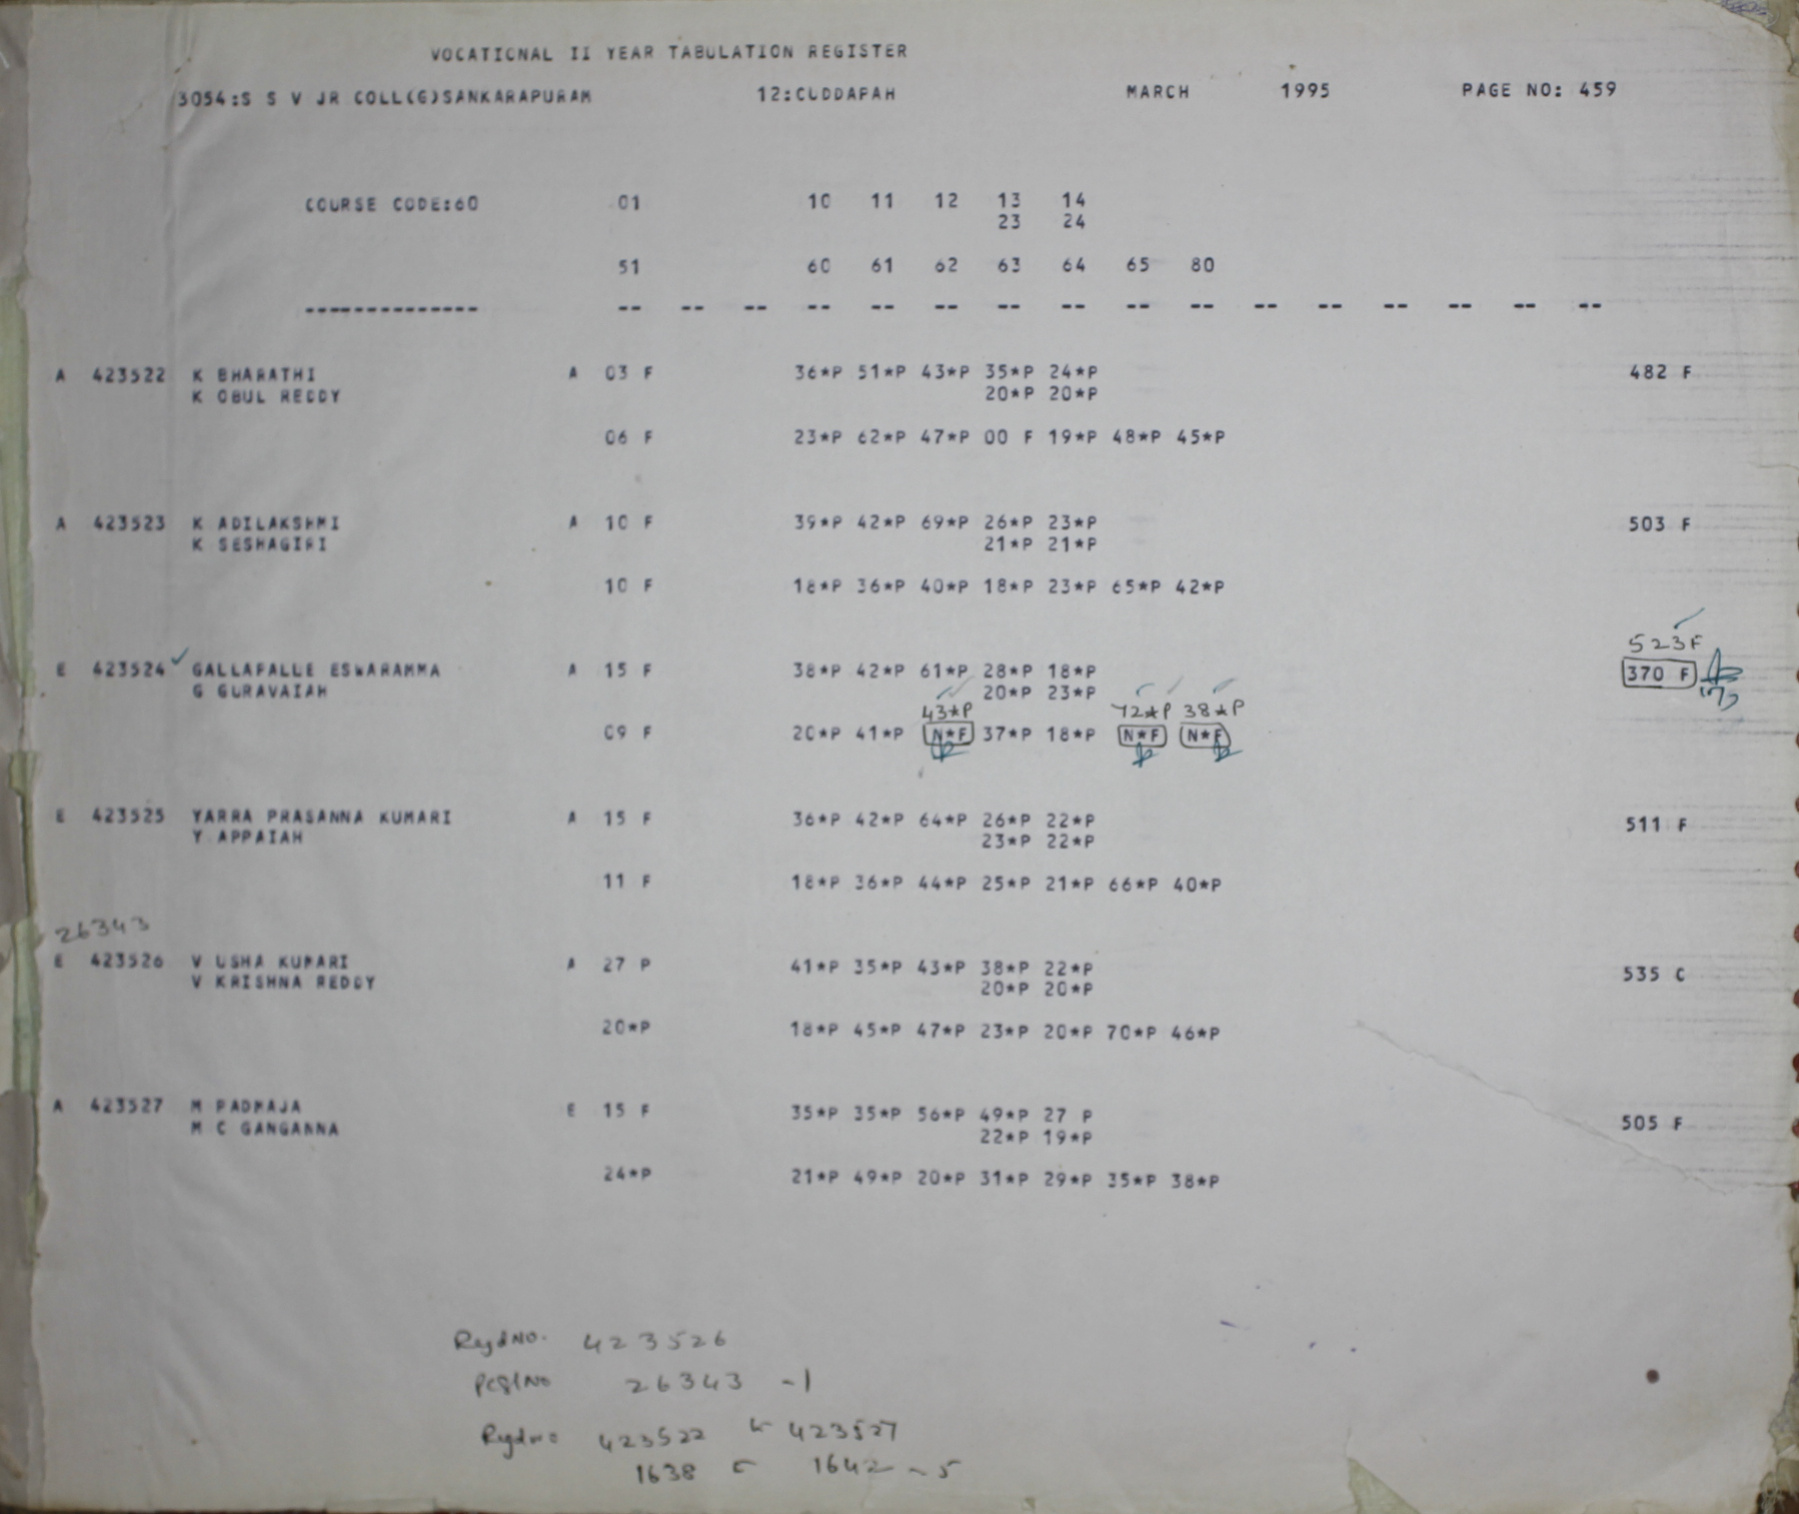 VOCATIONAL II YEAR TABULATION REGISTER
3054:S S V JR COLL(G)SANKARAPURAM 12:CUDDAPAH MARCH 1995 PAGE NO: 459
COURSE CODE:60 01 10 11 12 13 14
23 24
51 60 61 62 63 64 65 80
-------------- -- -- -- -- -- -- -- -- -- -- -- -- -- -- -- --
A 423522 K BHARATHI A 03 F 36*P 51*P 43*P 35*P 24*P 482 F
K OBUL REDDY 20*P 20*P
06 F 23*P 62*P 47*P 00 F 19*P 48*P 45*P
A 423523 K ADILAKSHMI A 10 F 39*P 42*P 69*P 26*P 23*P 503 F
K SESHAGIRI 21*P 21*P
10 F 18*P 36*P 40*P 18*P 23*P 65*P 42*P
523F
E 423524 GALLAPALLE ESWARAMMA A 15 F 38*P 42*P 61*P 28*P 18*P 370 F
G GURAVAIAH 20*P 23*P
43*P 72*P 38*P
09 F 20*P 41*P N*F 37*P 18*P N*F N*F
E 423525 YARRA PRASANNA KUMARI A 15 F 36*P 42*P 64*P 26*P 22*P 511 F
Y APPAIAH 23*P 22*P
11 F 18*P 36*P 44*P 25*P 21*P 66*P 40*P
26343
E 423526 V USHA KUMARI A 27 P 41*P 35*P 43*P 38*P 22*P 535 C
V KRISHNA REDDY 20*P 20*P
20*P 18*P 45*P 47*P 23*P 20*P 70*P 46*P
A 423527 M PADMAJA E 15 F 35*P 35*P 56*P 49*P 27 P 505 F
M C GANGANNA 22*P 19*P
24*P 21*P 49*P 20*P 31*P 29*P 35*P 38*P
RegdNO. 423526
26343 -1
Regdno 423522 423527
1638 1642 - 5